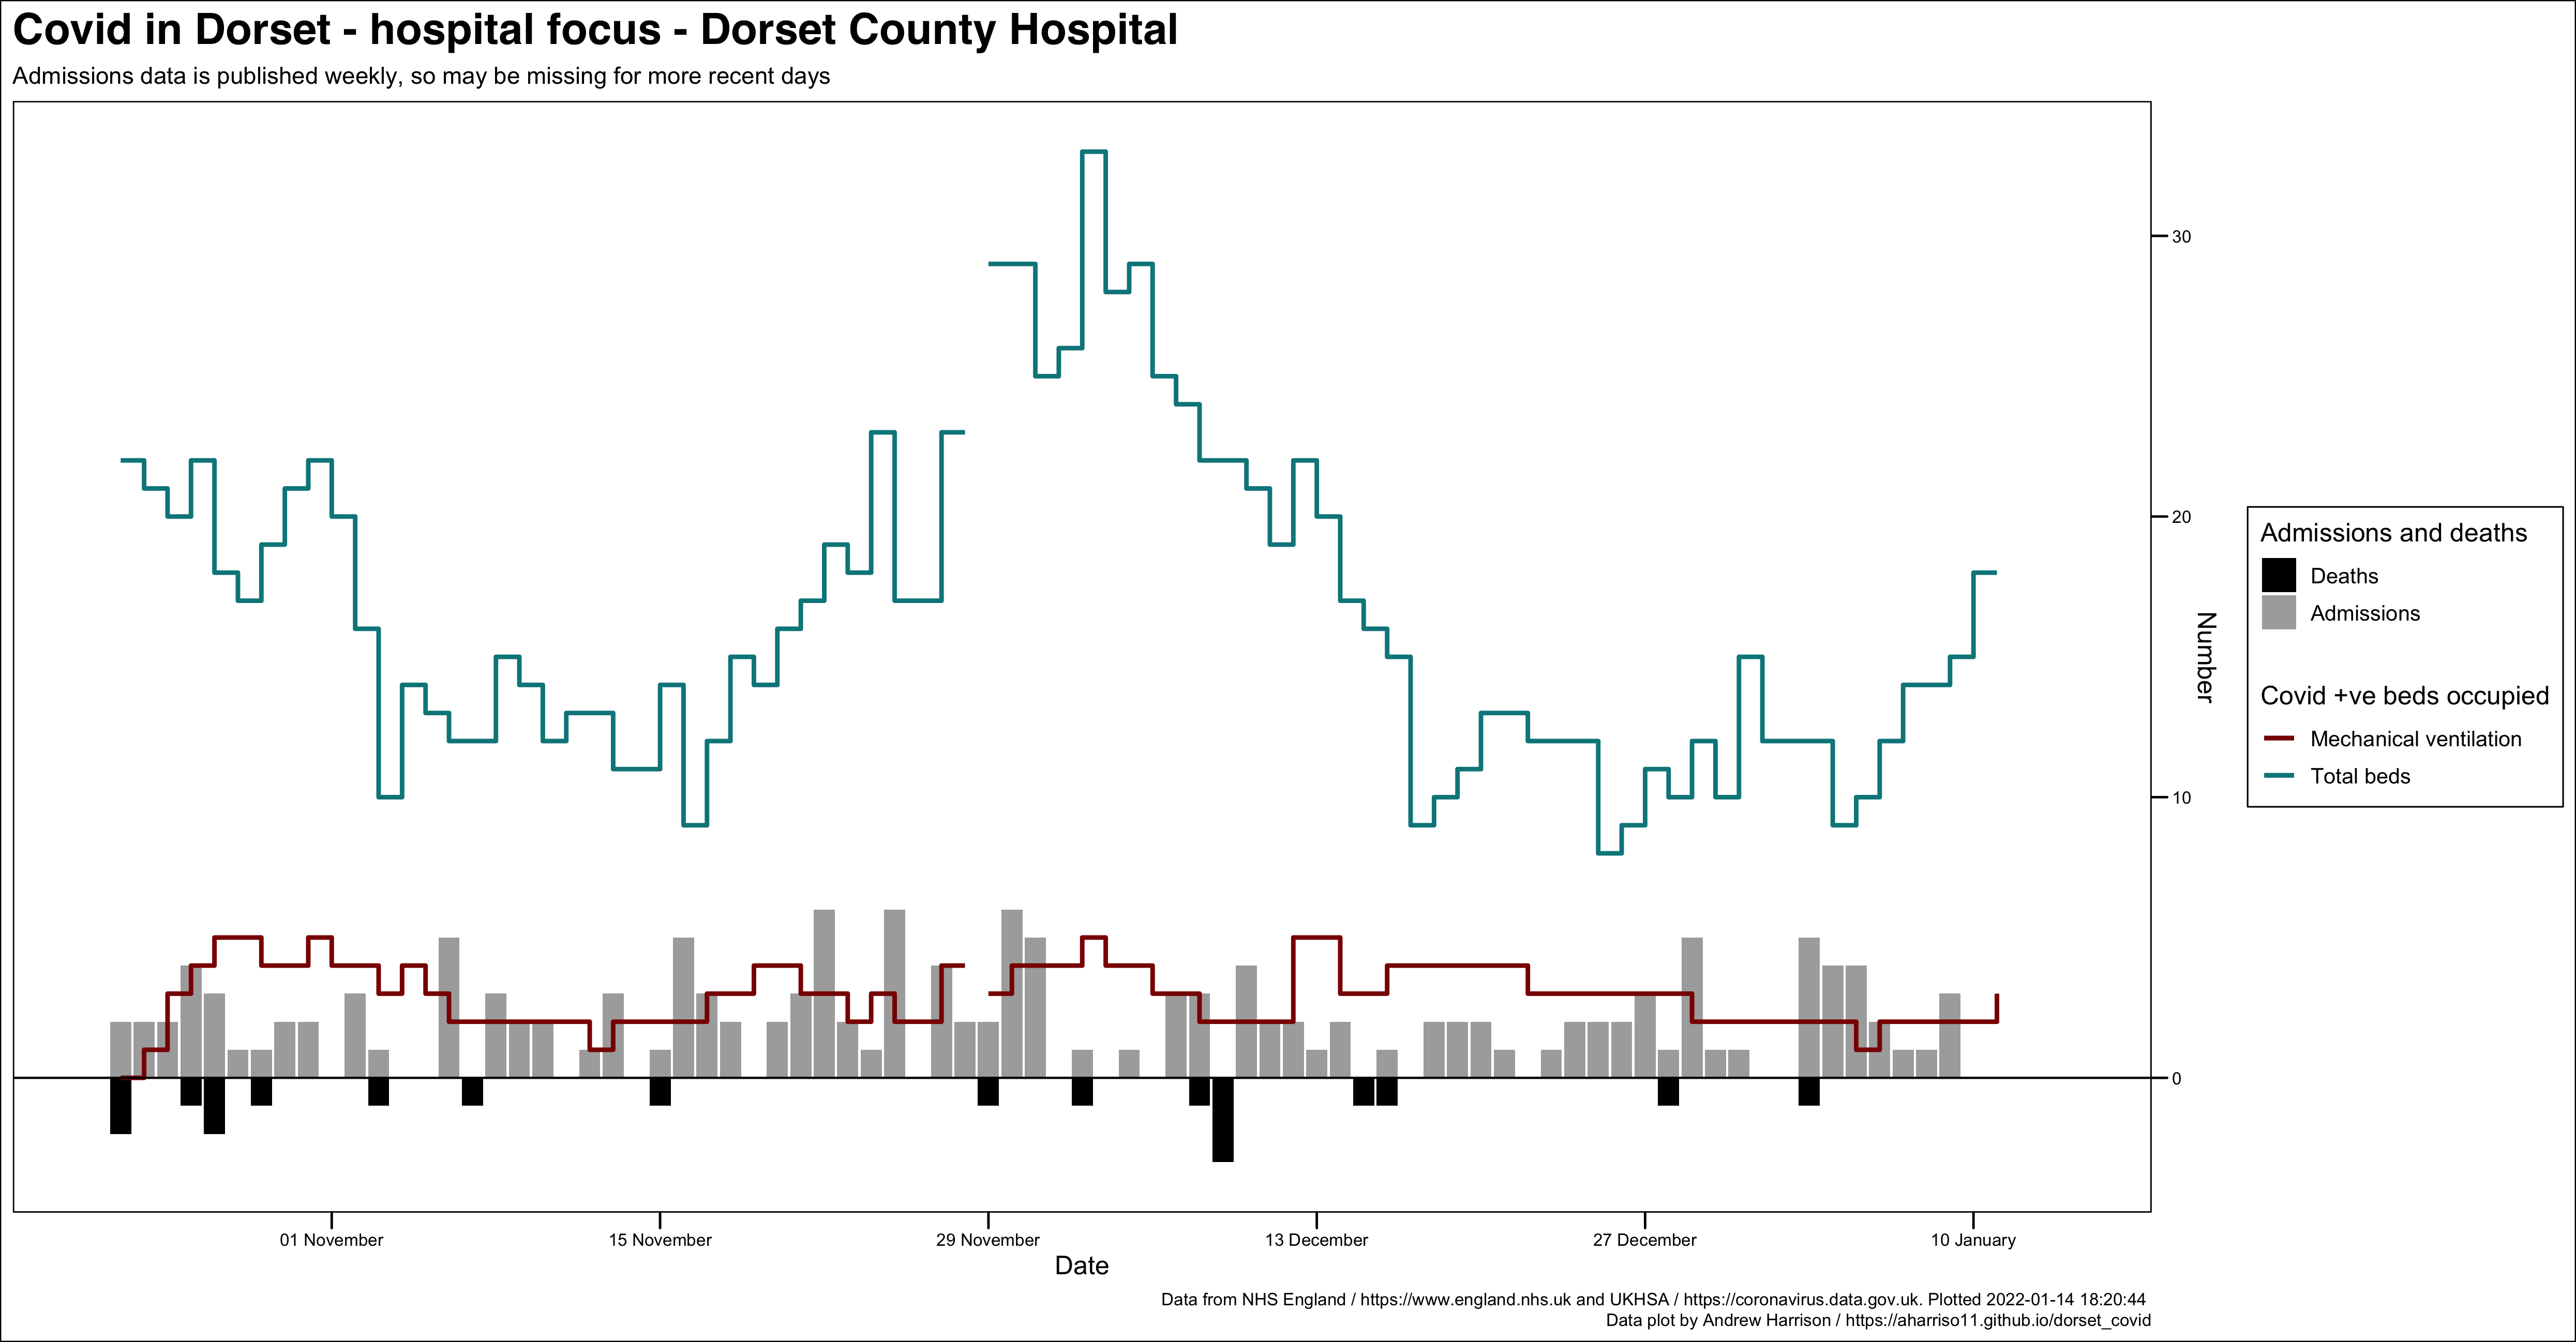 Covid in Dorset - hospital focus - Dorset County Hospital
Admissions data is published weekly, so may be missing for more recent days
30
20
10
0
Number
Admissions and deaths
Deaths
Admissions
Covid +ve beds occupied
Mechanical ventilation
Total beds
01 November
15 November
29 November
13 December
27 December
10 January
Date
Data from NHS England / https://www.england.nhs.uk and UKHSA / https://coronavirus.data.gov.uk. Plotted 2022-01-14 18:20:44
Data plot by Andrew Harrison / https://aharriso11.github.io/dorset_covid